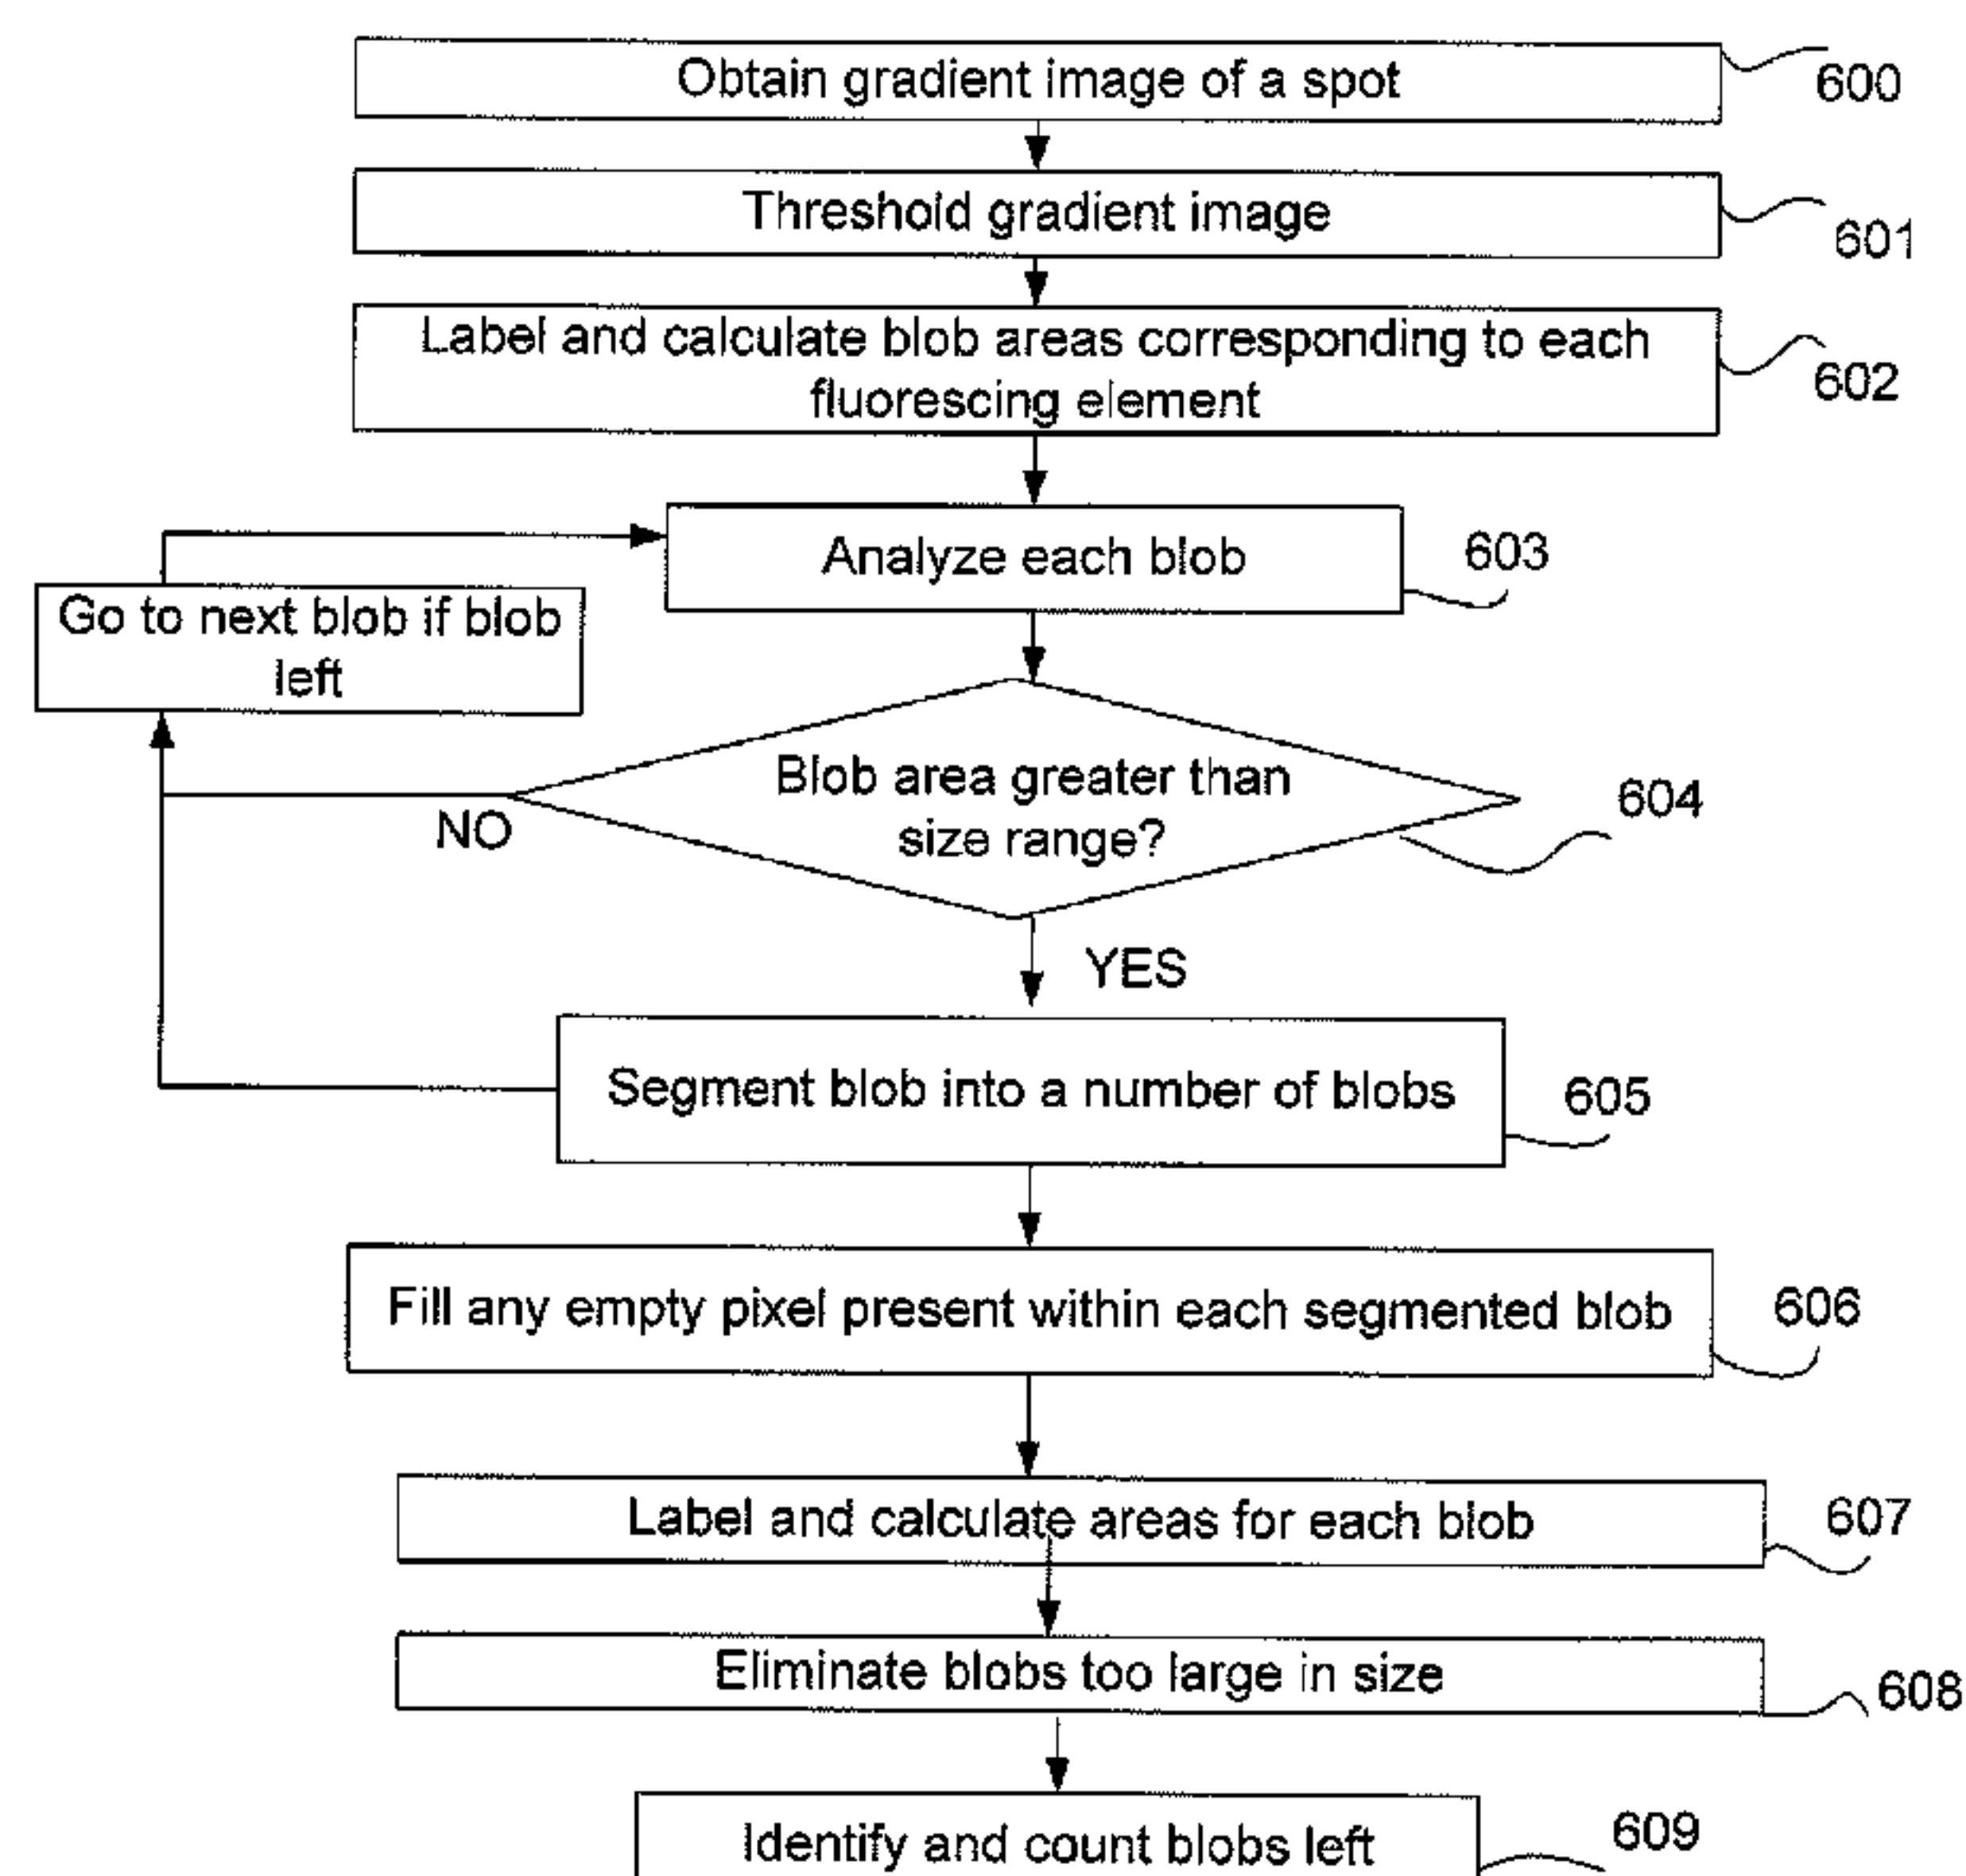 Obtain gradient image of a spot
600
Threshold gradient image
601
Label and calculate blob areas corresponding to each
fluorescing element
602
Analyze each blob
603
Go to next blob if blob
left
Blob area greater than
size range?
604
NO
YES
Segment blob into a number of blobs
605
Fill any empty pixel present within each segmented blob
606
Label and calculate areas for each blob
607
Eliminate blobs too large in size
608
Identify and count blobs left
609